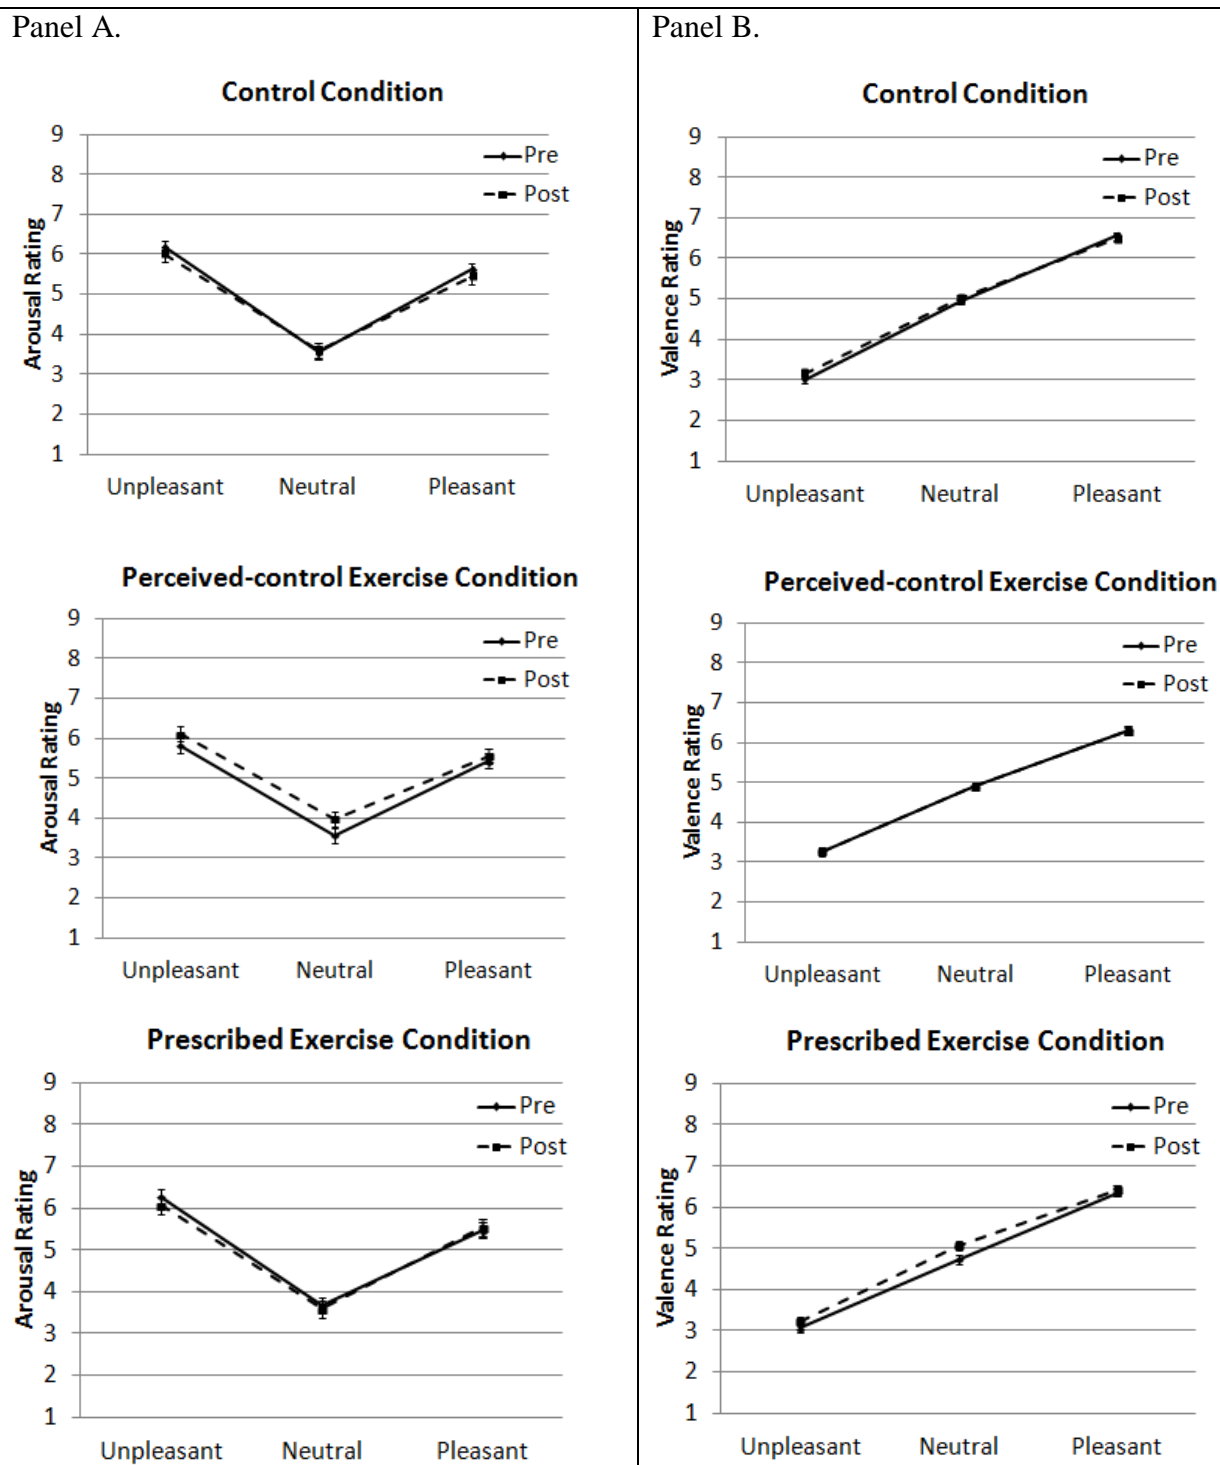 Panel A.
Control Condition
9
8
7
6
5
4
3
2
1
Arousal Rating
Pre
Post
Unpleasant Neutral Pleasant
Perceived-control Exercise Condition
9
8
7
6
5
4
3
2
1
Arousal Rating
Pre
Post
Unpleasant Neutral Pleasant
Prescribed Exercise Condition
9
8
7
6
5
4
3
2
1
Arousal Rating
Pre
Post
Unpleasant Neutral Pleasant
Panel B.
Control Condition
9
8
7
6
5
4
3
2
1
Valence Rating
Pre
Post
Unpleasant Neutral Pleasant
Perceived-control Exercise Condition
9
8
7
6
5
4
3
2
1
Valence Rating
Pre
Post
Unpleasant Neutral Pleasant
Prescribed Exercise Condition
9
8
7
6
5
4
3
2
1
Valence Rating
Pre
Post
Unpleasant Neutral Pleasant